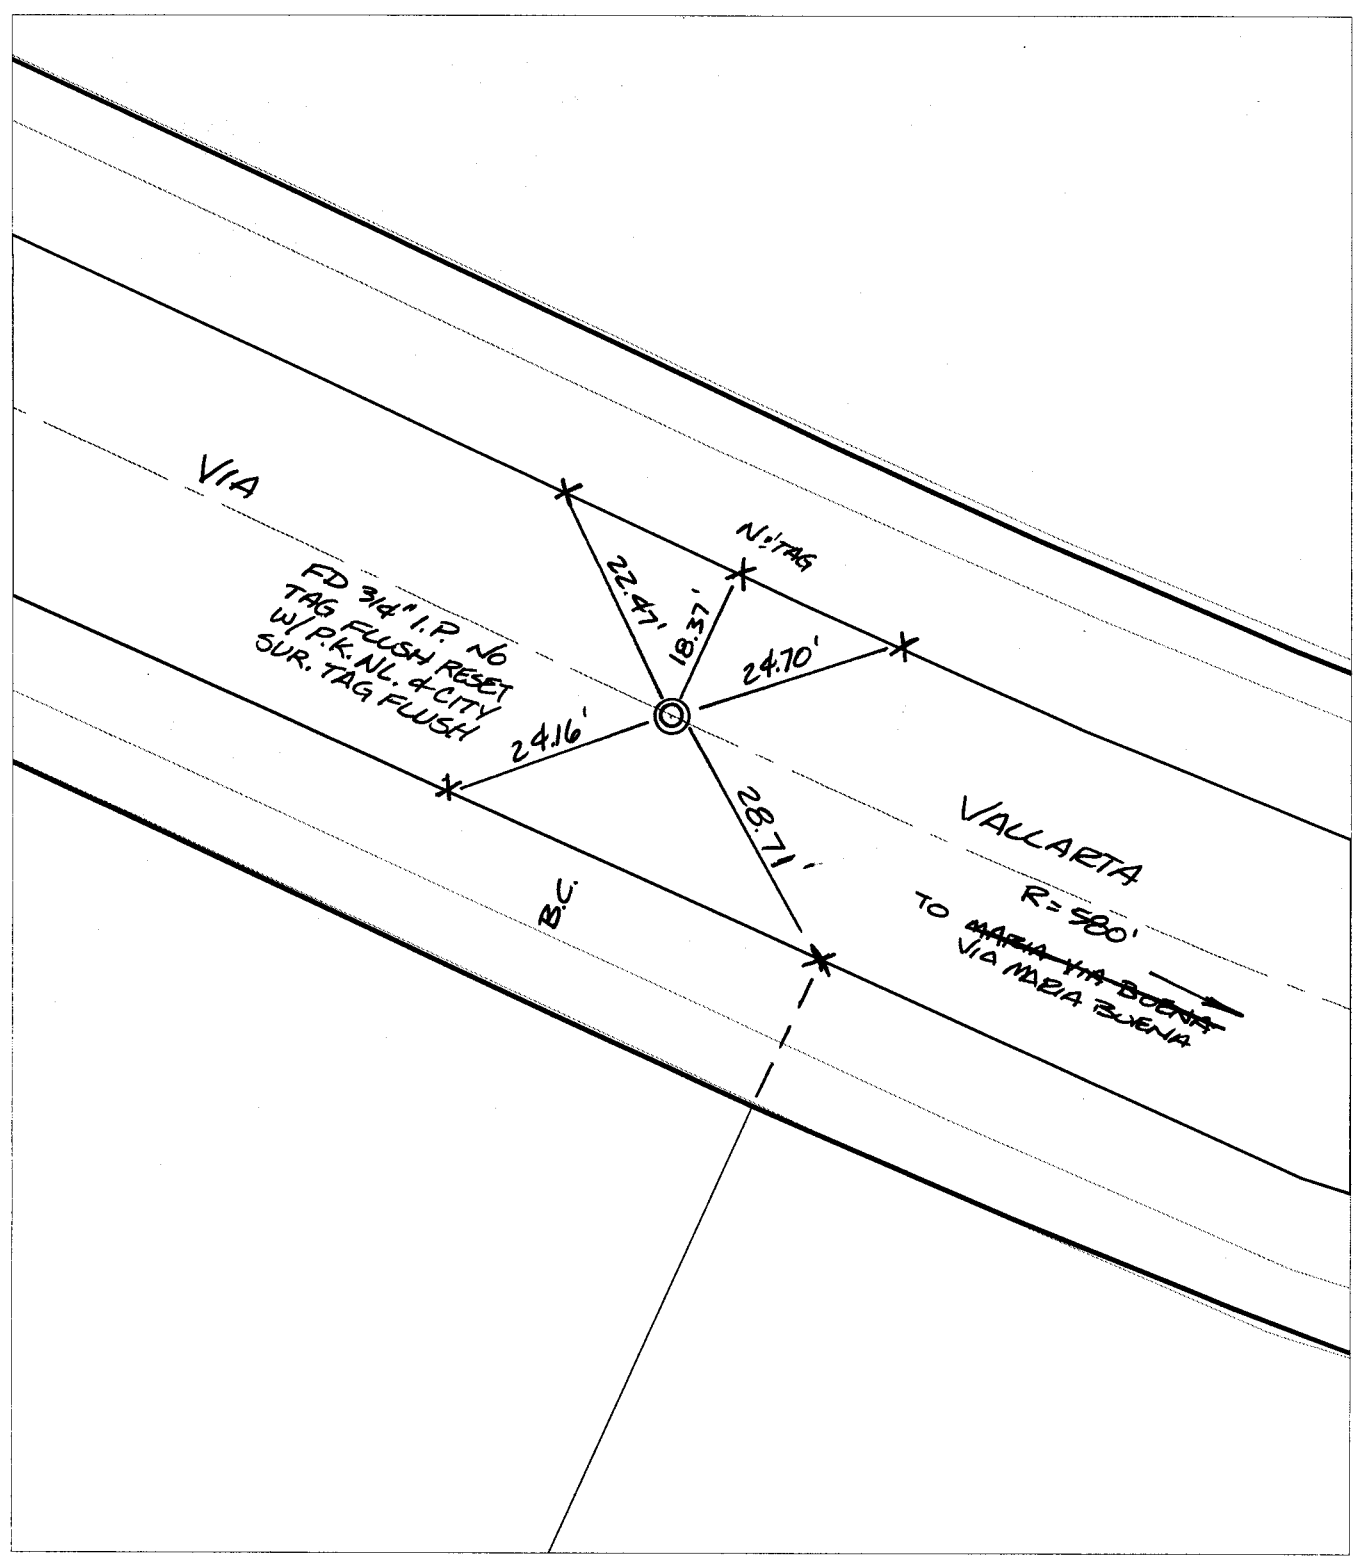 VIA
N. & TAG
FD 3/4" I.P. NO
TAG FLUSH RESET
W/ P.K. NL. & CITY
SUR. TAG FLUSH
22.47'
18.37'
24.70'
24.16'
28.71'
B.C.
VALLARTA
R=580'
TO MARIA VIA BUENA
VIA MARIA BUENA